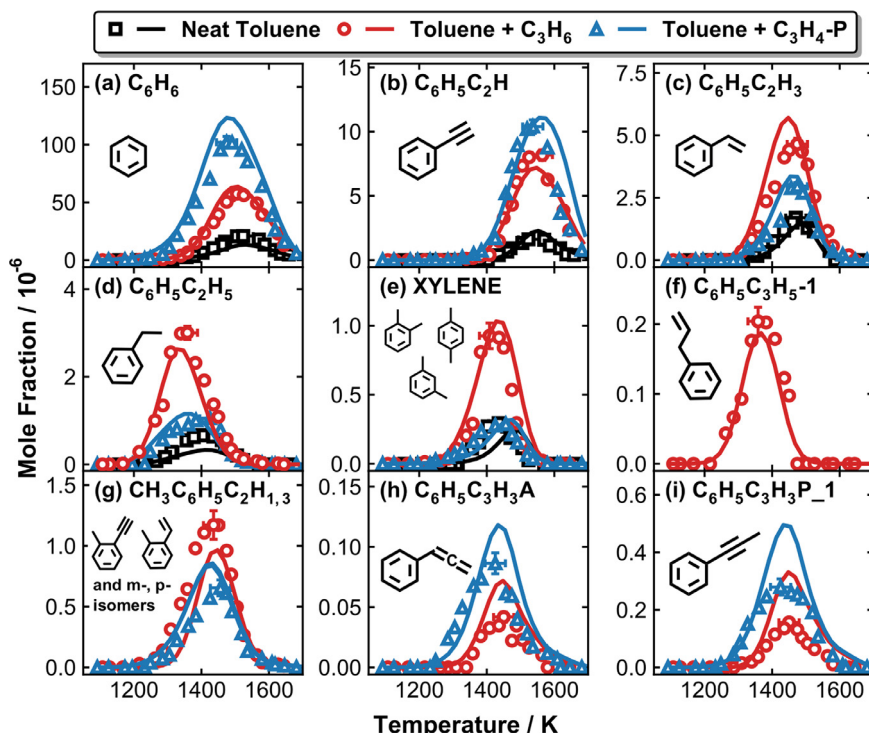 Neat Toluene Toluene + C₃H₆ Toluene + C₃H₄-P
(a) C₆H₆ (b) C₆H₅C₂H (c) C₆H₅C₂H₃
150 15 7.5
100 10 5.0
50 5 2.5
0 0 0.0
(d) C₆H₅C₂H₅ (e) XYLENE (f) C₆H₅C₃H₅-1
4 1.0 0.2
2 0.5 0.1
0 0.0 0.0
(g) CH3C₆H₅C₂H₁,₃ (h) C₆H₅C₃H₃A (i) C₆H₅C₃H₃P_1
1.5 0.15 0.6
1.0 0.10 0.4
and m-, p-
isomers
0.5 0.05 0.2
0.0 0.00 0.0
1200 1400 1600 1200 1400 1600 1200 1400 1600
Mole Fraction / 10⁻⁶
Temperature / K